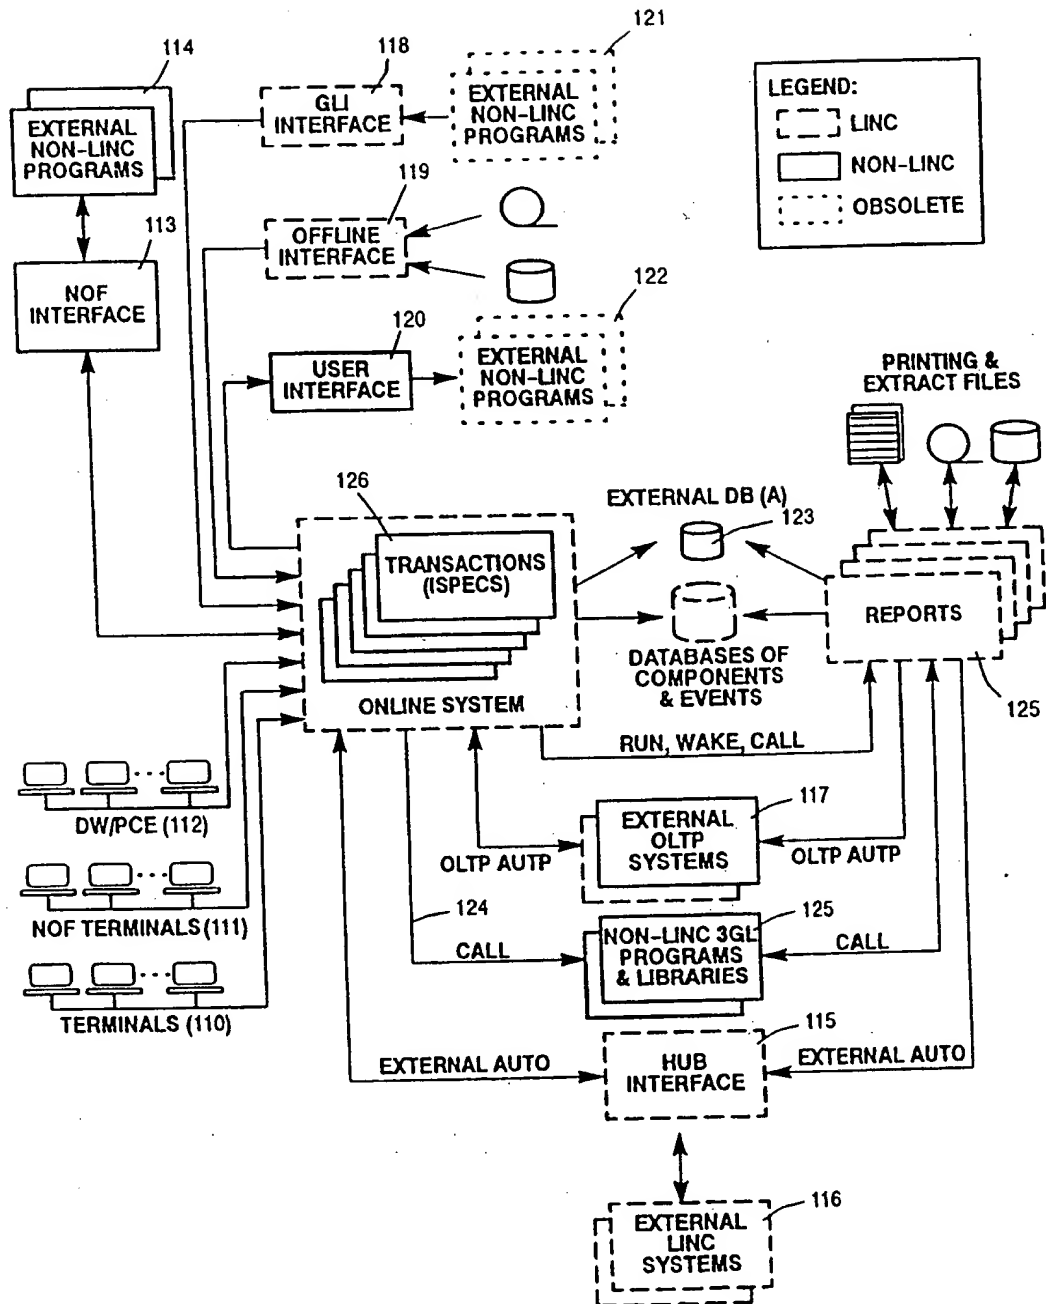 121
114
118
EXTERNAL
NON-LINC
PROGRAMS
GLI
INTERFACE
EXTERNAL
NON-LINC
PROGRAMS
LEGEND:
LINC
NON-LINC
OBSOLETE
113
NOF
INTERFACE
119
OFFLINE
INTERFACE
122
120
USER
INTERFACE
EXTERNAL
NON-LINC
PROGRAMS
PRINTING &
EXTRACT FILES
126
TRANSACTIONS
(ISPECS)
ONLINE SYSTEM
EXTERNAL DB (A)
123
DATABASES OF
COMPONENTS
& EVENTS
REPORTS
125
RUN, WAKE, CALL
DW/PCE (112)
NOF TERMINALS (111)
TERMINALS (110)
117
EXTERNAL
OLTP
SYSTEMS
OLTP AUTP
OLTP AUTP
124
CALL
125
NON-LINC 3GL
PROGRAMS
& LIBRARIES
CALL
115
HUB
INTERFACE
EXTERNAL AUTO
EXTERNAL AUTO
116
EXTERNAL
LINC
SYSTEMS